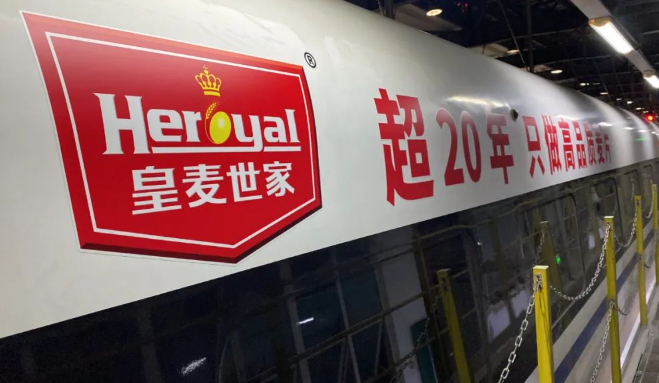 Heroyal
®
皇麦世家
超20年 只做高品质麦片